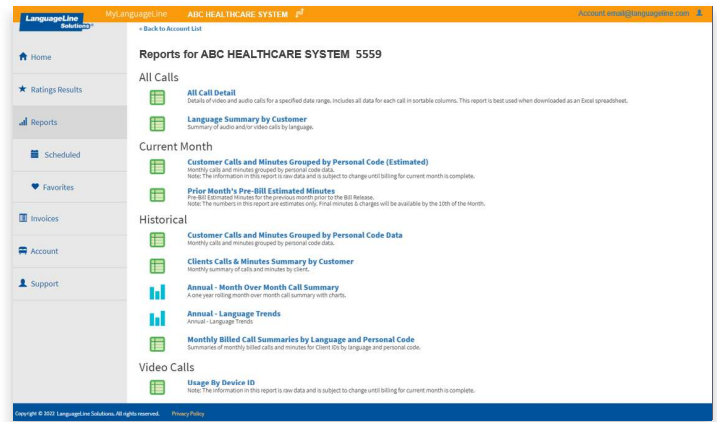 LanguageLine Solutions®
MyLanguageLine
ABC HEALTHCARE SYSTEM
Account.email@languageline.com
« Back to Account List
Home
Ratings Results
Reports
Scheduled
Favorites
Invoices
Account
Support
Reports for ABC HEALTHCARE SYSTEM 5559
All Calls
All Call Detail
Details of video and audio calls for a specified date range. Includes all data for each call in sortable columns. This report is best used when downloaded as an Excel spreadsheet.
Language Summary by Customer
Summary of audio and/or video calls by language.
Current Month
Customer Calls and Minutes Grouped by Personal Code (Estimated)
Monthly calls and minutes grouped by personal code data.
Note: The information in this report is raw data and is subject to change until billing for current month is complete.
Prior Month's Pre-Bill Estimated Minutes
Pre-Bill Estimated Minutes for the previous month prior to the Bill Release.
Note: The numbers in this report are estimates only. Final minutes & charges will be available by the 10th of the Month.
Historical
Customer Calls and Minutes Grouped by Personal Code Data
Monthly calls and minutes grouped by personal code data.
Clients Calls & Minutes Summary by Customer
Monthly summary of calls and minutes by client.
Annual - Month Over Month Call Summary
A one year rolling month over month call summary with charts.
Annual - Language Trends
Annual - Language Trends
Monthly Billed Call Summaries by Language and Personal Code
Summaries of monthly billed calls and minutes for Client IDs by language and personal code.
Video Calls
Usage By Device ID
Note: The information in this report is raw data and is subject to change until billing for current month is complete.
Copyright © 2022 LanguageLine Solutions. All rights reserved. Privacy Policy